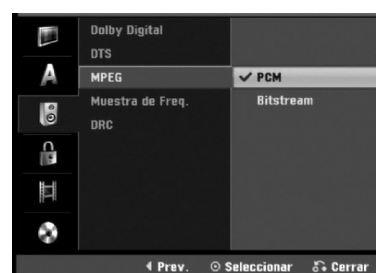 Dolby Digital
DTS
MPEG
✓ PCM
Muestra de Freq.
Bitstream
DRC
A
Prev.
Seleccionar
Cerrar